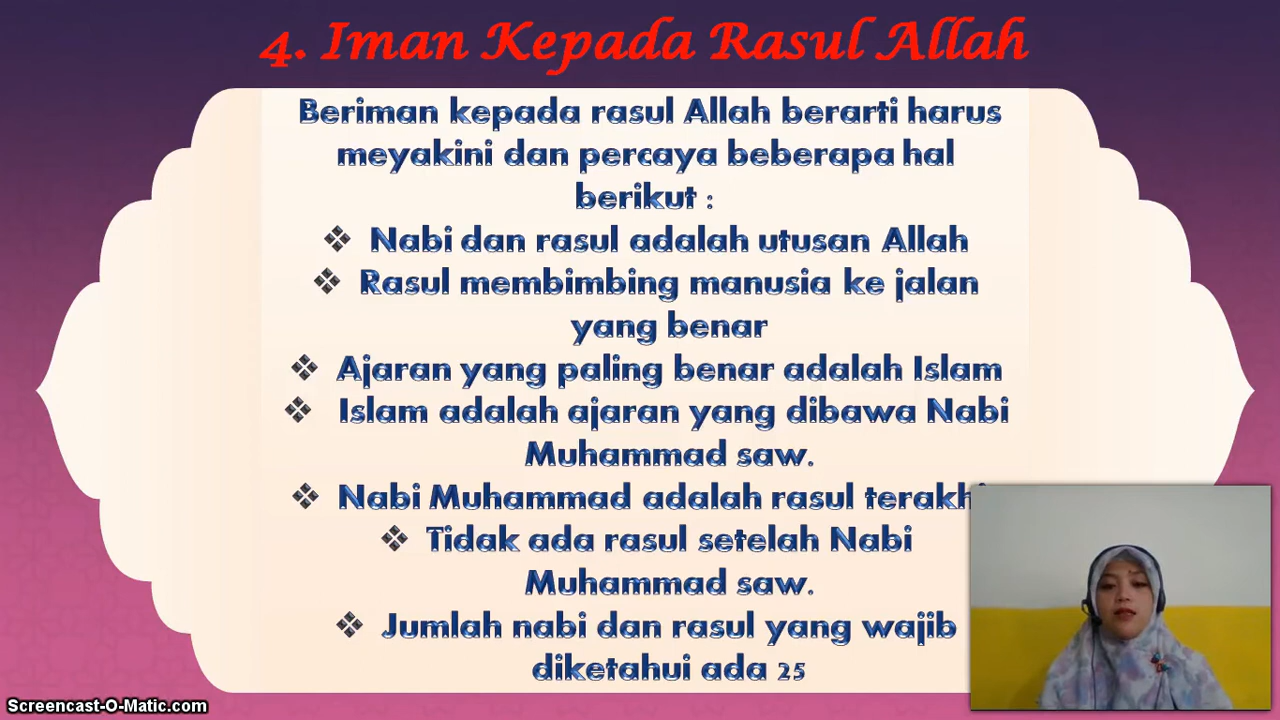 4. Iman Kepada Rasul Allah
Beriman kepada rasul Allah berarti harus
meyakini dan percaya beberapa hal
berikut :
❖ Nabi dan rasul adalah utusan Allah
❖ Rasul membimbing manusia ke jalan
yang benar
❖ Ajaran yang paling benar adalah Islam
❖ Islam adalah ajaran yang dibawa Nabi
Muhammad saw.
❖ Nabi Muhammad adalah rasul
❖ Tidak ada rasul setelah Nabi
Muhammad saw.
❖ Jumlah nabi dan rasul yang wajib
diketahui ada 25
Screencast-O-Matic.com